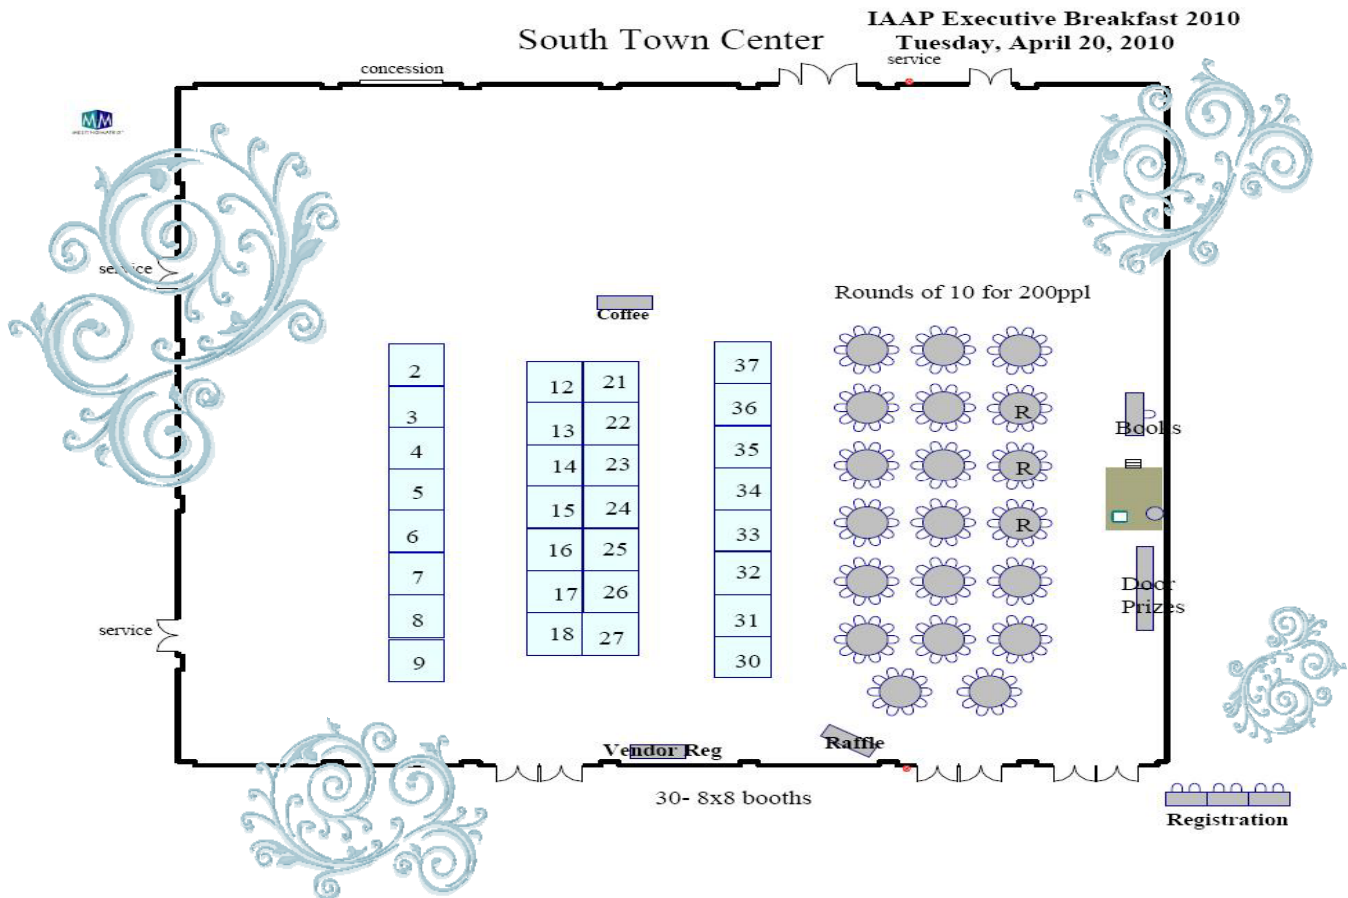 IAAP Executive Breakfast 2010
South Town Center
Tuesday, April 20, 2010
service
concession
MM
service
Rounds of 10 for 200ppl
Coffee
2
3
4
5
6
7
8
9
12
13
14
15
16
17
18
21
22
23
24
25
26
27
37
36
35
34
33
32
31
30
R
R
R
Books
Door
Prizes
service
Vendor Reg
Raffle
30- 8x8 booths
Registration